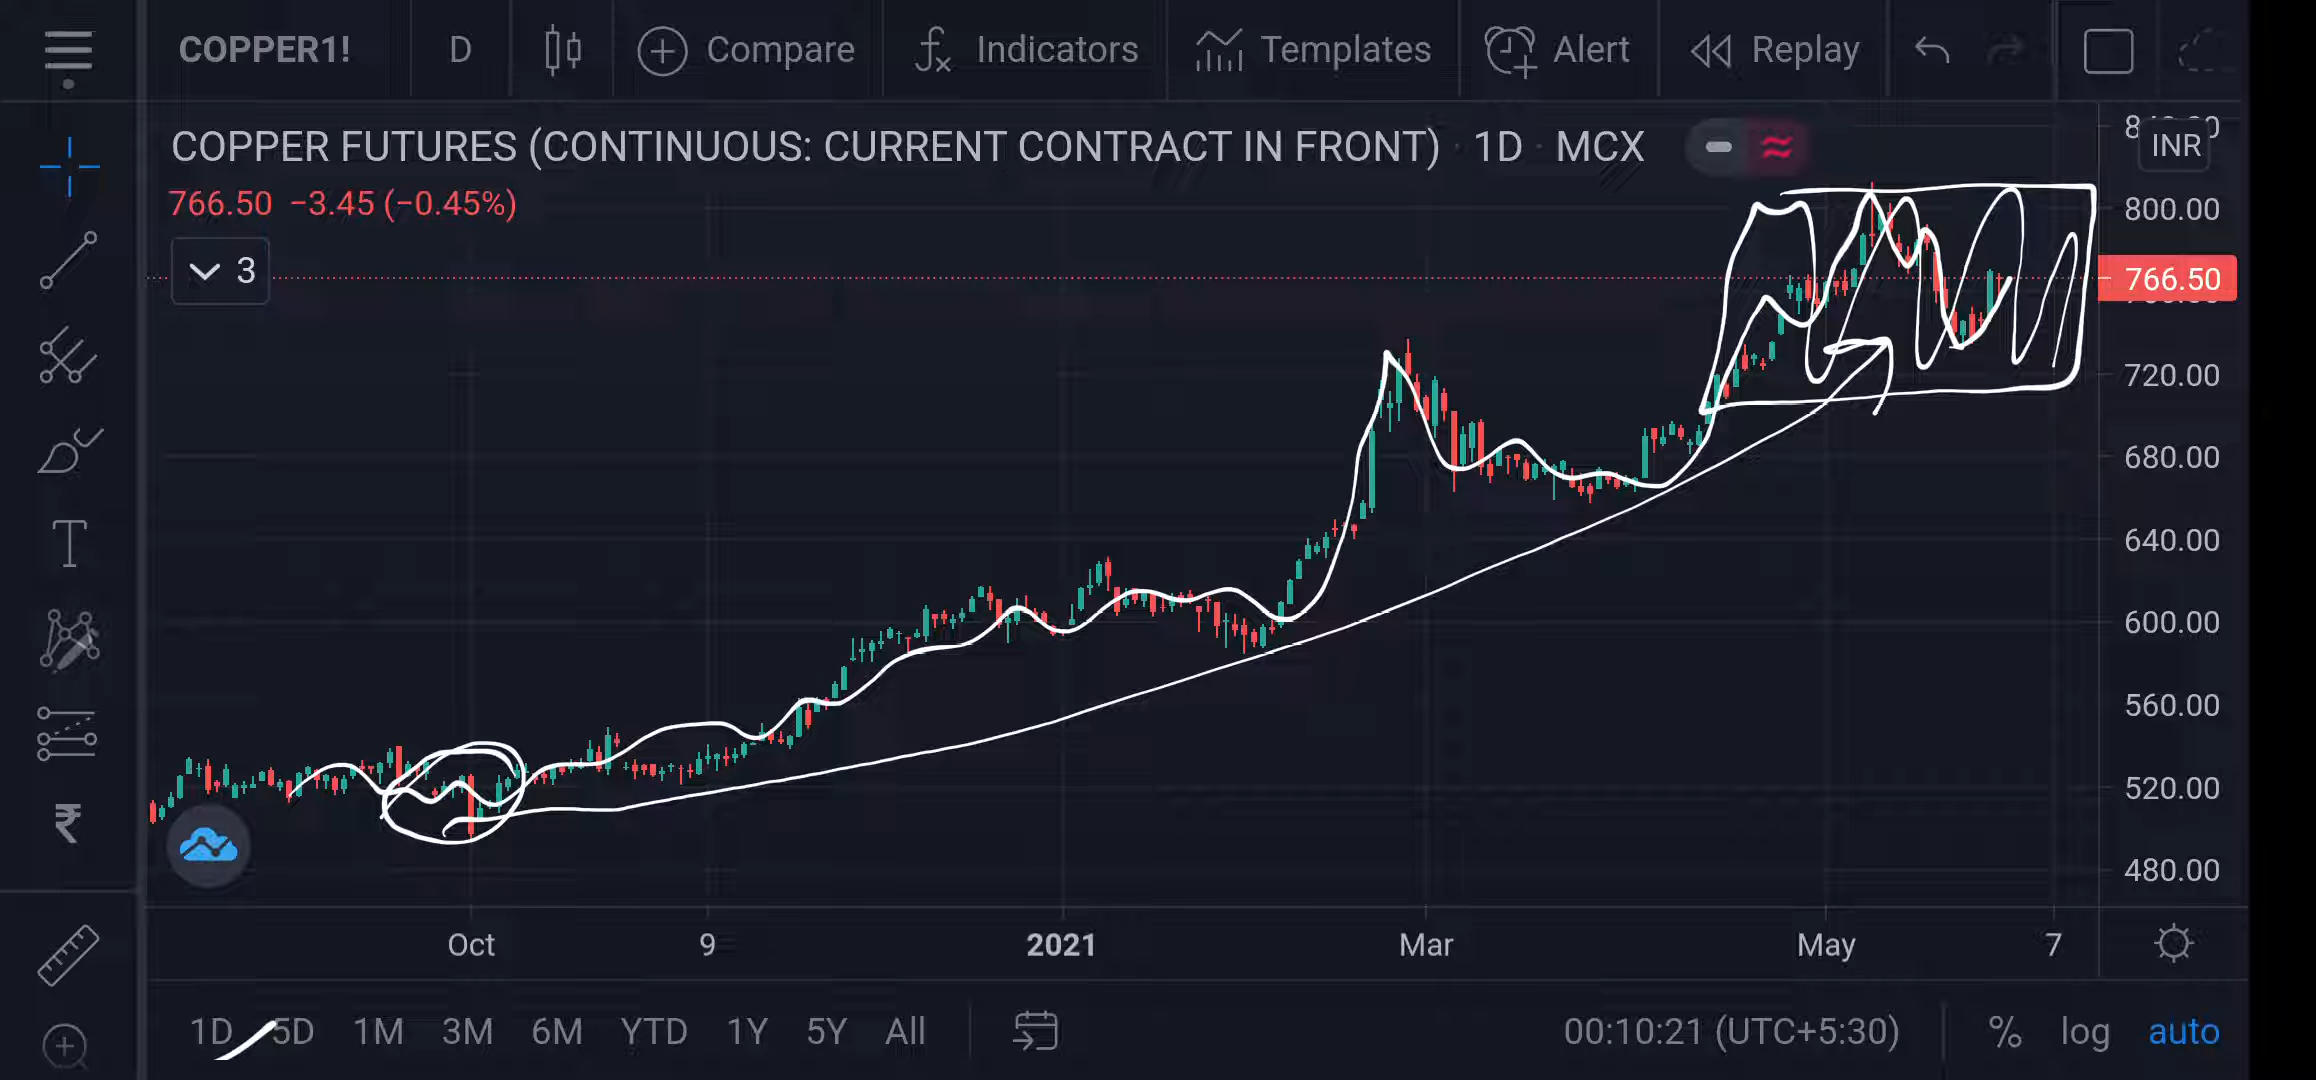 COPPER1! D Compare Indicators Templates Alert Replay
COPPER FUTURES (CONTINUOUS: CURRENT CONTRACT IN FRONT) · 1D · MCX
INR
766.50 −3.45 (−0.45%)
800.00
3
766.50
720.00
680.00
640.00
600.00
560.00
520.00
480.00
Oct 9 2021 Mar May 7
1D 5D 1M 3M 6M YTD 1Y 5Y All 00:10:21 (UTC+5:30) % log auto